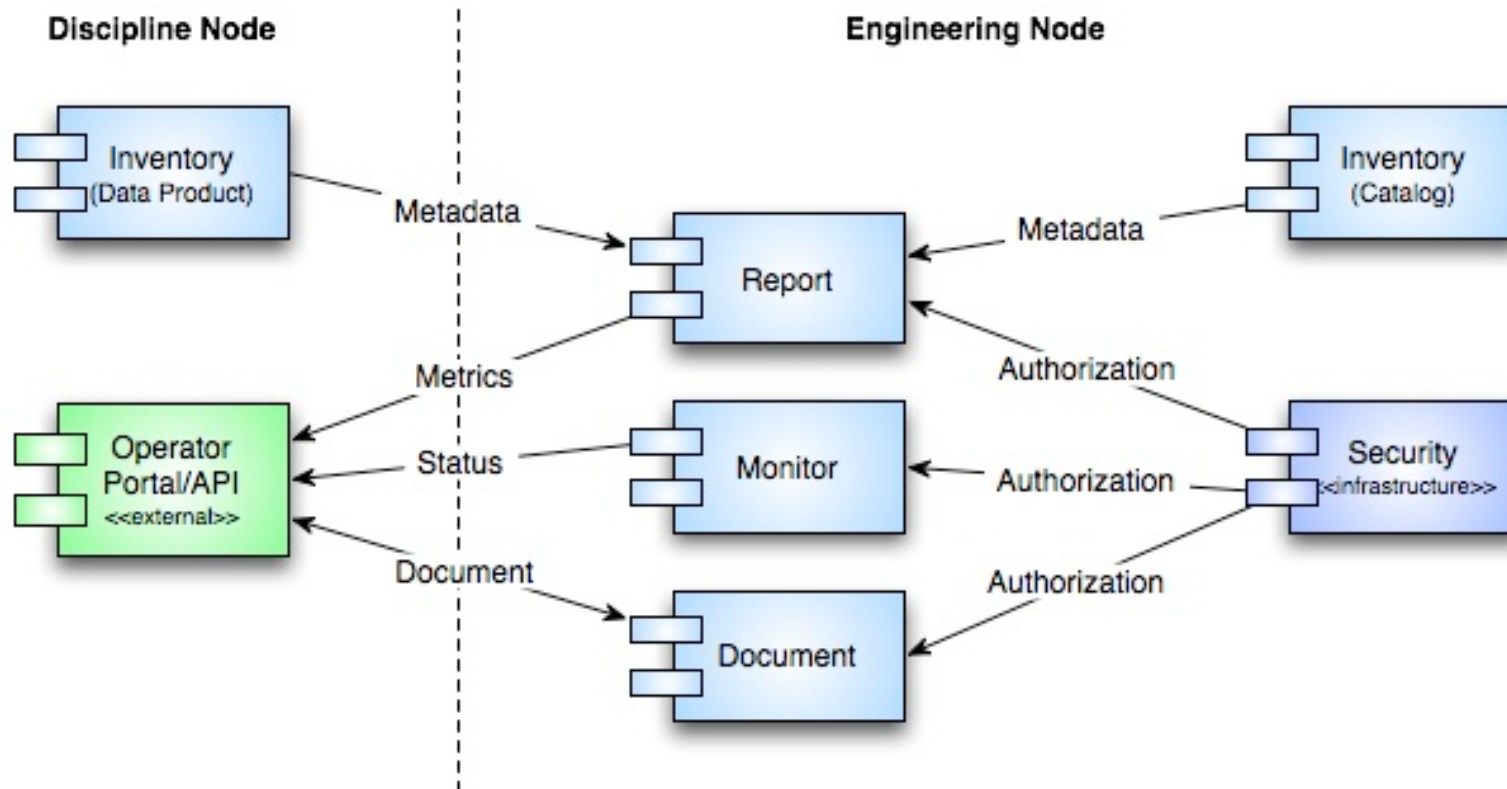 Discipline Node
Engineering Node
Inventory
(Data Product)
Metadata
Report
Metadata
Inventory
(Catalog)
Metrics
Authorization
Operator
Portal/API
<<external>>
Status
Monitor
Authorization
Security
<<infrastructure>>
Document
Document
Authorization